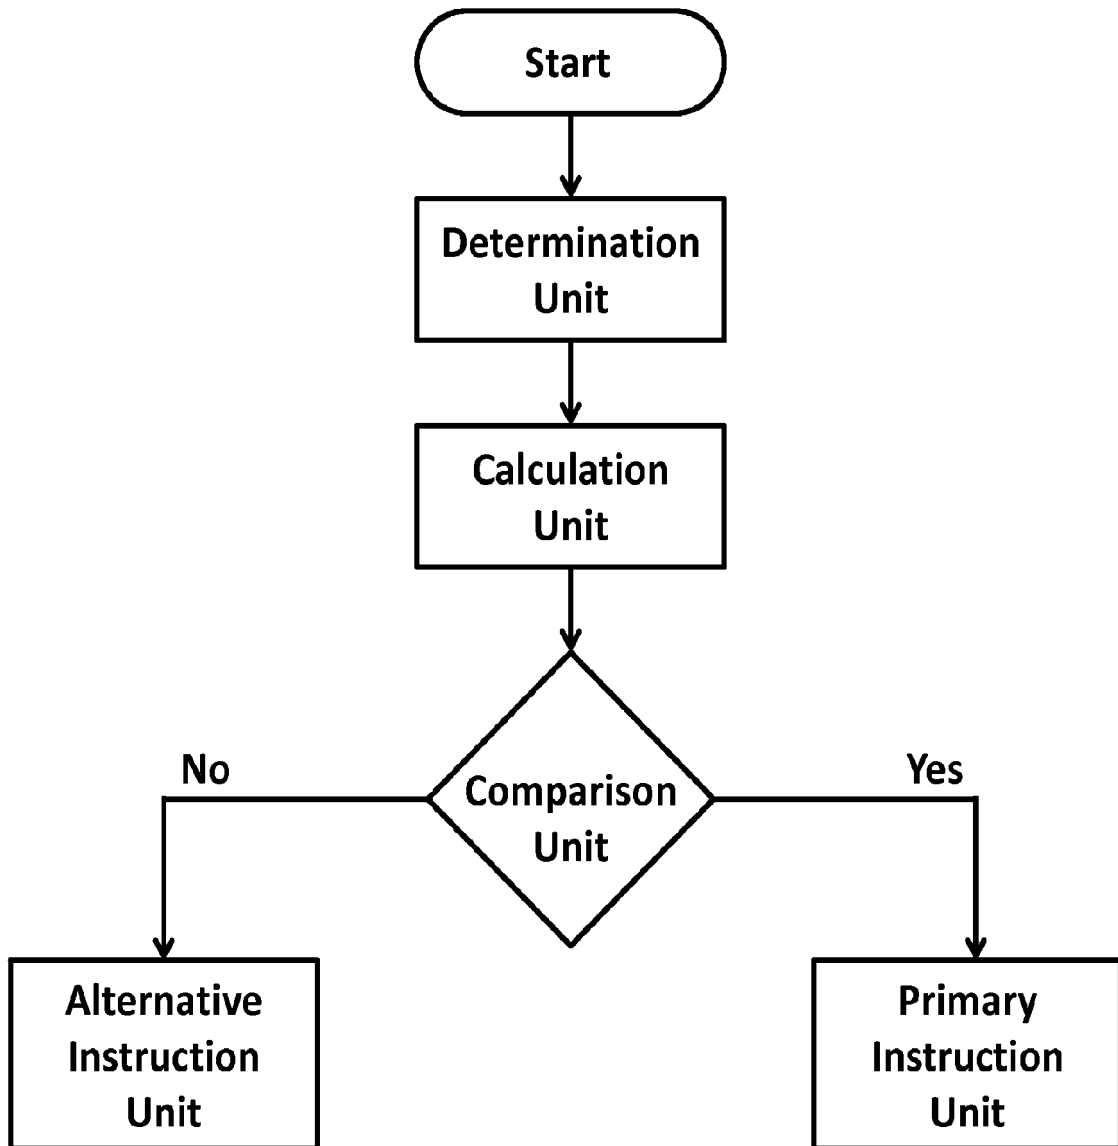 Start
Determination
Unit
Calculation
Unit
No
Yes
Comparison
Unit
Alternative
Instruction
Unit
Primary
Instruction
Unit